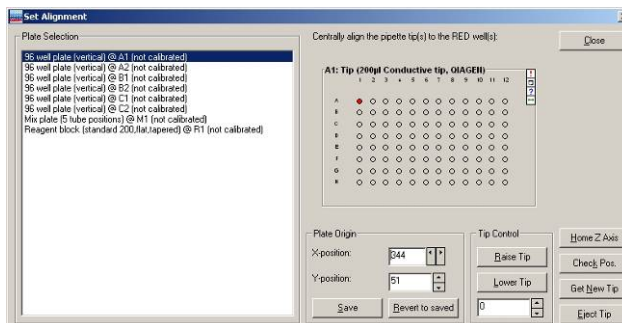 Set Alignment
Plate Selection
96 well plate (vertical) @ A1 (not calibrated)
96 well plate (vertical) @ A2 (not calibrated)
96 well plate (vertical) @ B1 (not calibrated)
96 well plate (vertical) @ B2 (not calibrated)
96 well plate (vertical) @ C1 (not calibrated)
96 well plate (vertical) @ C2 (not calibrated)
Mix plate (5 tube positions) @ M1 (not calibrated)
Reagent block (standard 200,flat,tapered) @ R1 (not calibrated)
Centrally align the pipette tip(s) to the RED well(s):
Close
A1: Tip (200µl Conductive tip, QIAGEN)
1 2 3 4 5 6 7 8 9 10 11 12
A
B
C
D
E
F
G
H
Plate Origin
X-position: 344
Y-position: 51
Save Revert to saved
Tip Control
Raise Tip
Lower Tip
0
Home Z Axis
Check Pos.
Get New Tip
Eject Tip